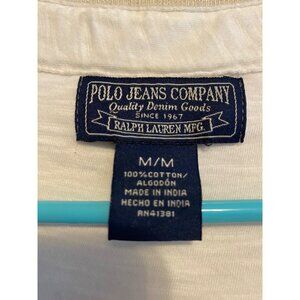 POLO JEANS COMPANY
Quality Denim Goods
SINCE 1967
RALPH LAUREN MFG.
M/M
100% COTTON/
ALGODÓN
MADE IN INDIA
HECHO EN INDIA
RN41381